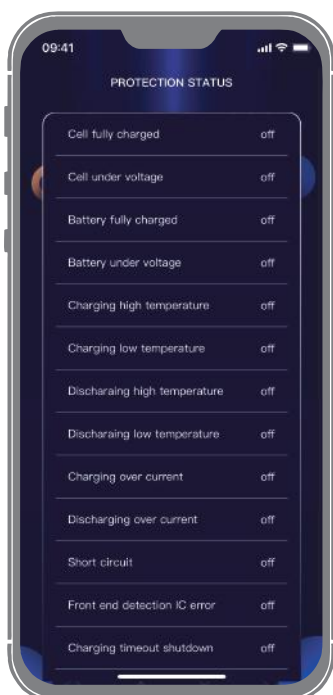 09:41
PROTECTION STATUS
Cell fully charged off
Cell under voltage off
Battery fully charged off
Battery under voltage off
Charging high temperature off
Charging low temperature off
Discharaing high temperature off
Discharaing low temperature off
Charging over current off
Discharging over current off
Short circuit off
Front end detection IC error off
Charging timeout shutdown off